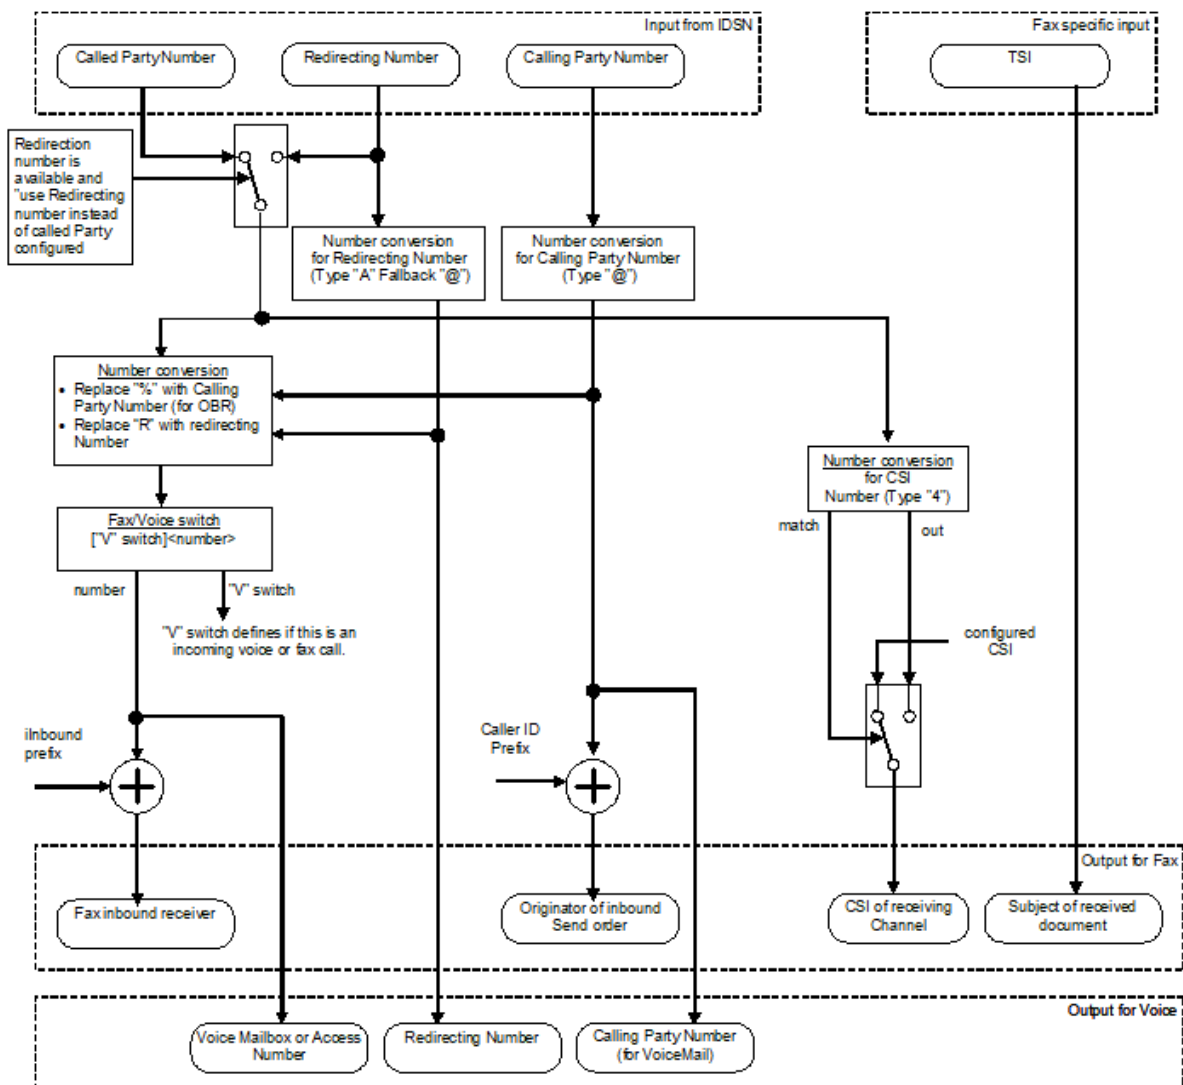 Input from IDSN
Fax specific input
Called Party Number
Redirecting Number
Calling Party Number
TSI
Redirection
number is
available and
"use Redirecting
number instead
of called Party
configured
Number conversion
for Redirecting Number
(Type "A" Fallback "@")
Number conversion
for Calling Party Number
(Type "@")
Number conversion
• Replace "%" with Calling
Party Number (for OBR)
• Replace "R" with redirecting
Number
Number conversion
for CSI
Number (Type "4")
match
out
Fax/Voice switch
["V" switch]<number>
number
"V" switch
"V" switch defines if this is an
incoming voice or fax call.
configured
CSI
iInbound
prefix
Caller ID
Prefix
Output for Fax
Fax inbound receiver
Originator of inbound
Send order
CSI of receiving
Channel
Subject of received
document
Output for Voice
Voice Mailbox or Access
Number
Redirecting Number
Calling Party Number
(for VoiceMail)